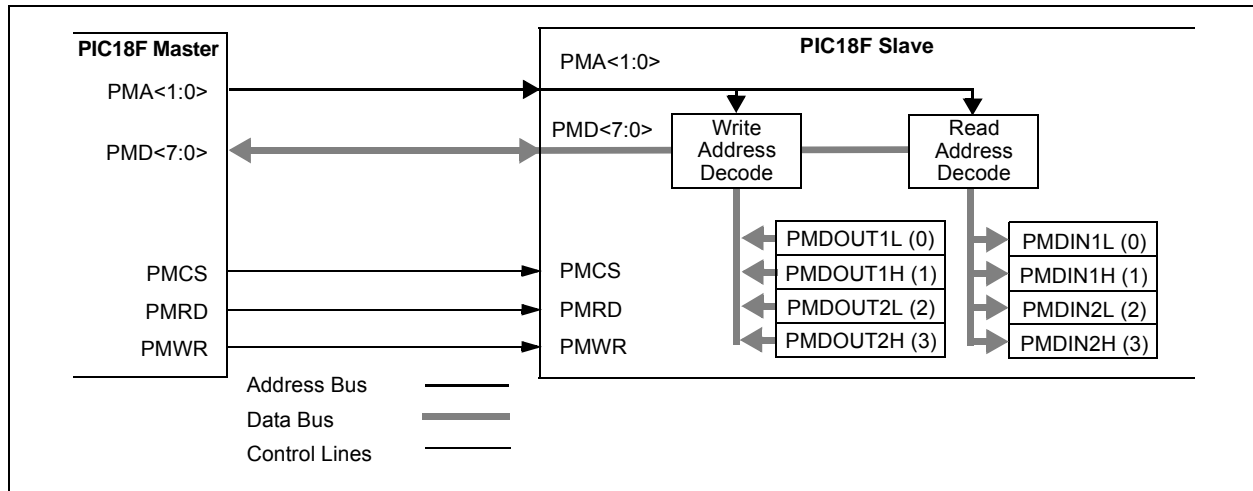 PIC18F Master
PMA<1:0>
PMD<7:0>
PMCS
PMRD
PMWR
PIC18F Slave
PMA<1:0>
PMD<7:0>
PMCS
PMRD
PMWR
Write
Address
Decode
Read
Address
Decode
PMDOUT1L (0)
PMDOUT1H (1)
PMDOUT2L (2)
PMDOUT2H (3)
PMDIN1L (0)
PMDIN1H (1)
PMDIN2L (2)
PMDIN2H (3)
Address Bus
Data Bus
Control Lines